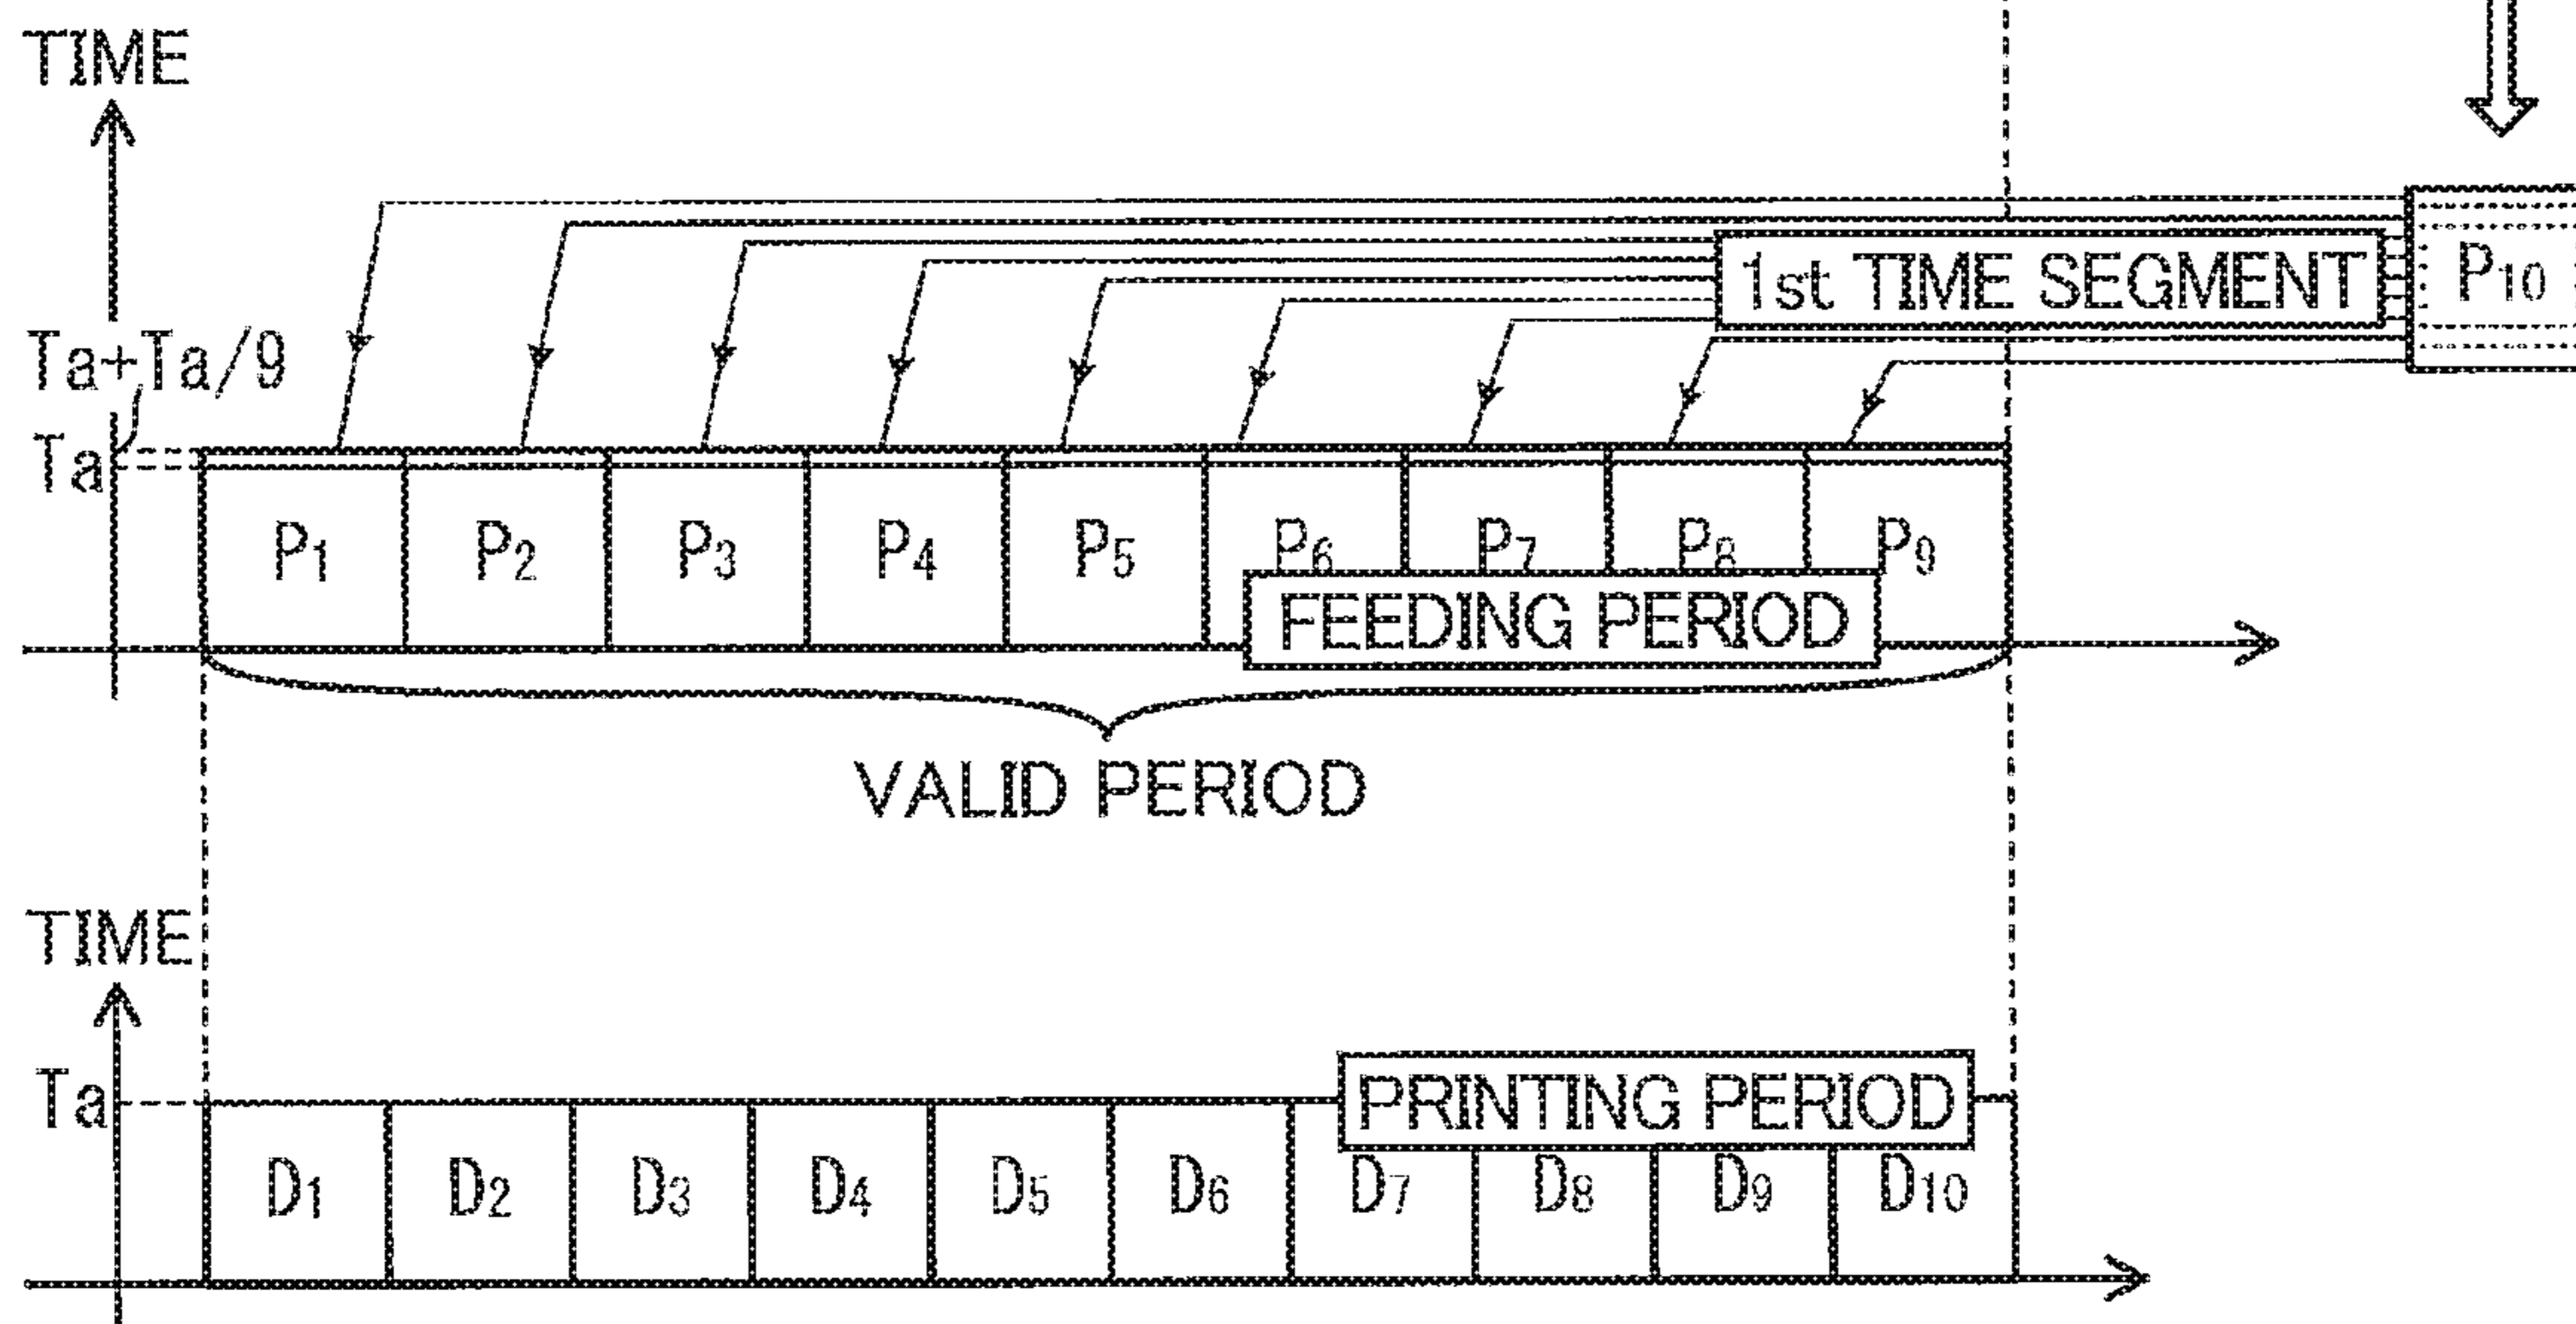 TIME
1st TIME SEGMENT
P10
Ta+Ta/9
Ta
P1 P2 P3 P4 P5 P6 P7 P8 P9
FEEDING PERIOD
VALID PERIOD
TIME
Ta
PRINTING PERIOD
D1 D2 D3 D4 D5 D6 D7 D8 D9 D10